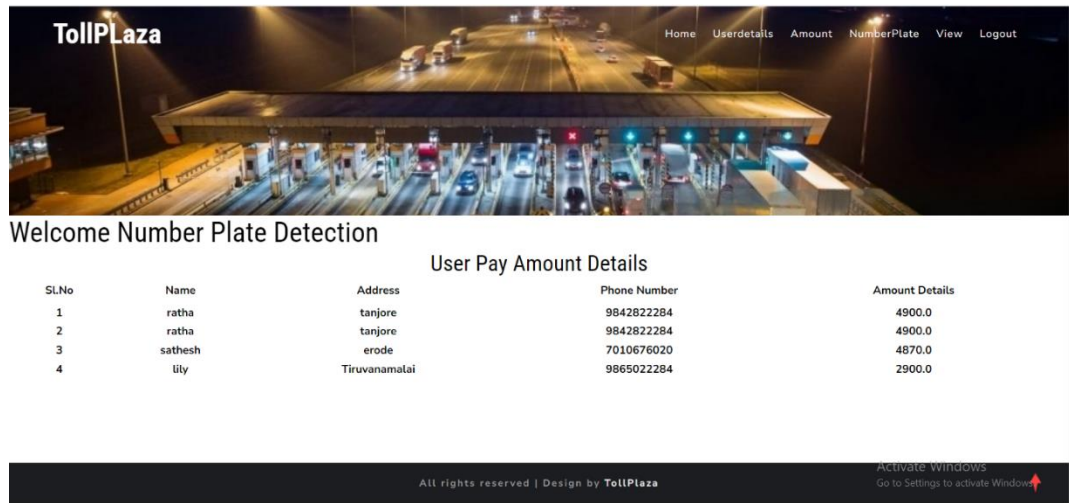 TollPLaza
Home Userdetails Amount NumberPlate View Logout
Welcome Number Plate Detection
User Pay Amount Details
SI.No Name Address Phone Number Amount Details
1 ratha tanjore 9842822284 4900.0
2 ratha tanjore 9842822284 4900.0
3 sathesh erode 7010676020 4870.0
4 lily Tiruvanamalai 9865022284 2900.0
Activate Windows
All rights reserved | Design by TollPlaza Go to Settings to activate Windows.